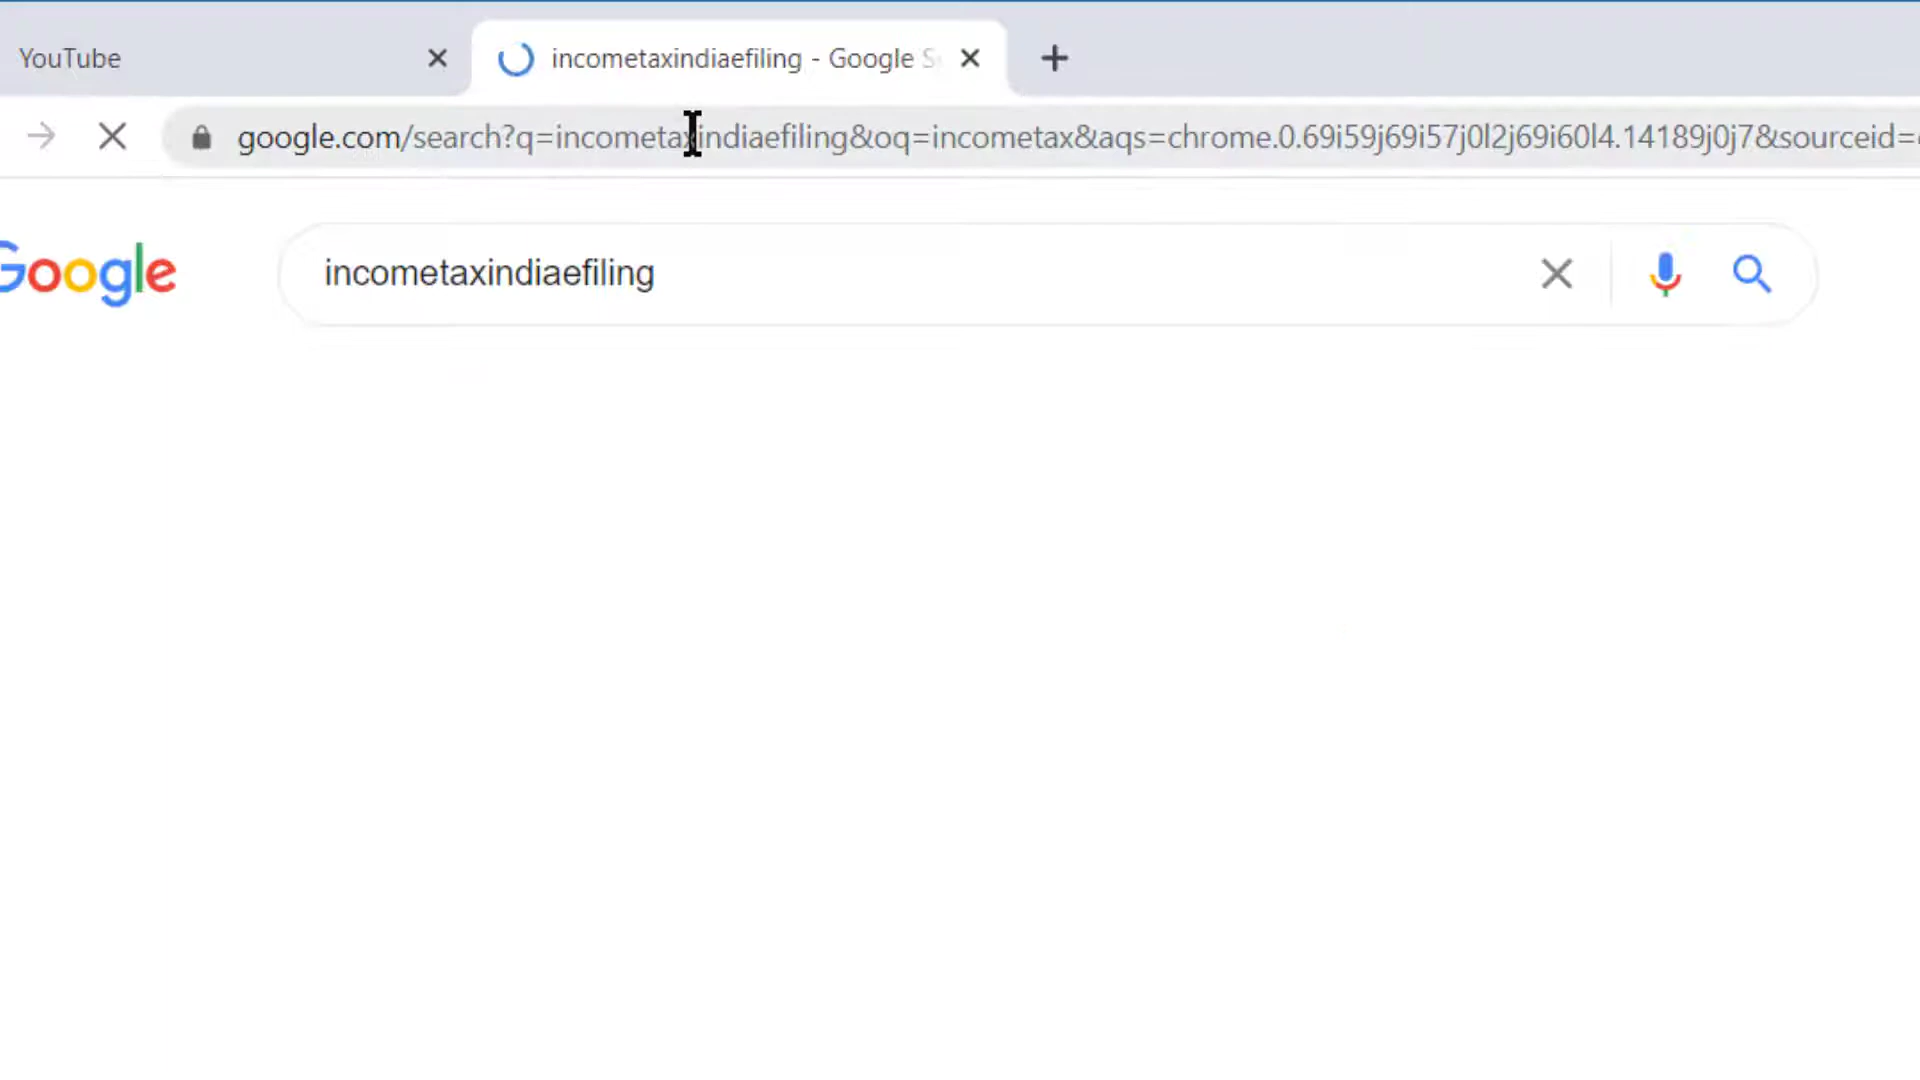 YouTube
incometaxindiaefiling - Google S
google.com/search?q=incometaxindiaefiling&oq=incometax&aqs=chrome.0.69i59j69i57j0l2j69i60l4.14189j0j7&sourceid=
Google
incometaxindiaefiling